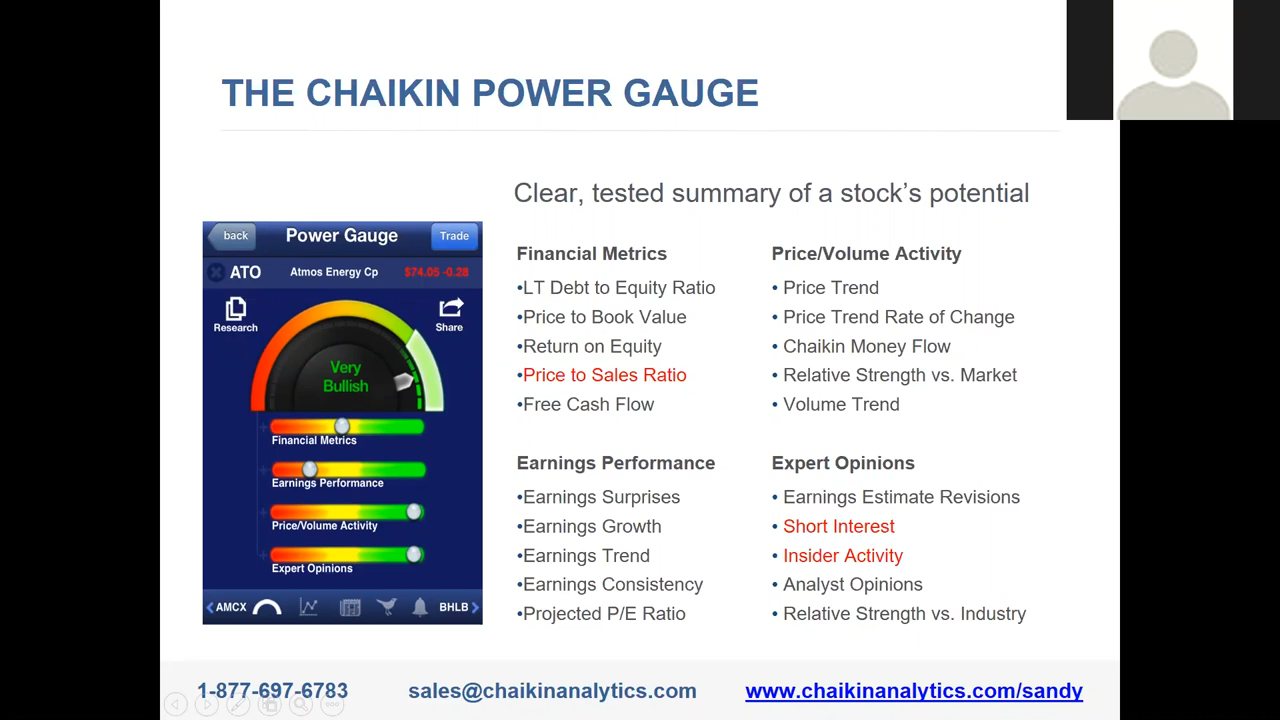 THE CHAIKIN POWER GAUGE
Clear, tested summary of a stock's potential
back
Power Gauge
Trade
ATO
Atmos Energy Cp
$74.05 -0.28
Research
Share
Very
Bullish
Financial Metrics
Earnings Performance
Price/Volume Activity
Expert Opinions
AMCX
BHLB
Financial Metrics
•LT Debt to Equity Ratio
•Price to Book Value
•Return on Equity
•Price to Sales Ratio
•Free Cash Flow
Price/Volume Activity
• Price Trend
• Price Trend Rate of Change
• Chaikin Money Flow
• Relative Strength vs. Market
• Volume Trend
Earnings Performance
•Earnings Surprises
•Earnings Growth
•Earnings Trend
•Earnings Consistency
•Projected P/E Ratio
Expert Opinions
• Earnings Estimate Revisions
• Short Interest
• Insider Activity
• Analyst Opinions
• Relative Strength vs. Industry
1-877-697-6783
sales@chaikinanalytics.com
www.chaikinanalytics.com/sandy